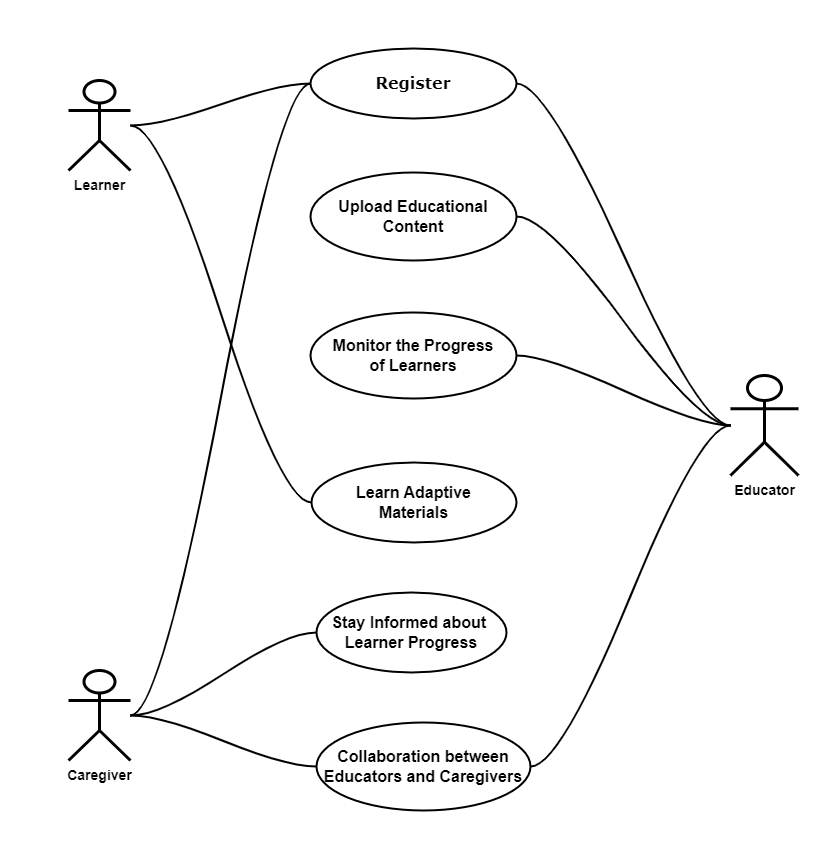 Register
Learner
Upload Educational
Content
Monitor the Progress
of Learners
Educator
Learn Adaptive
Materials
Stay Informed about
Learner Progress
Caregiver
Collaboration between
Educators and Caregivers